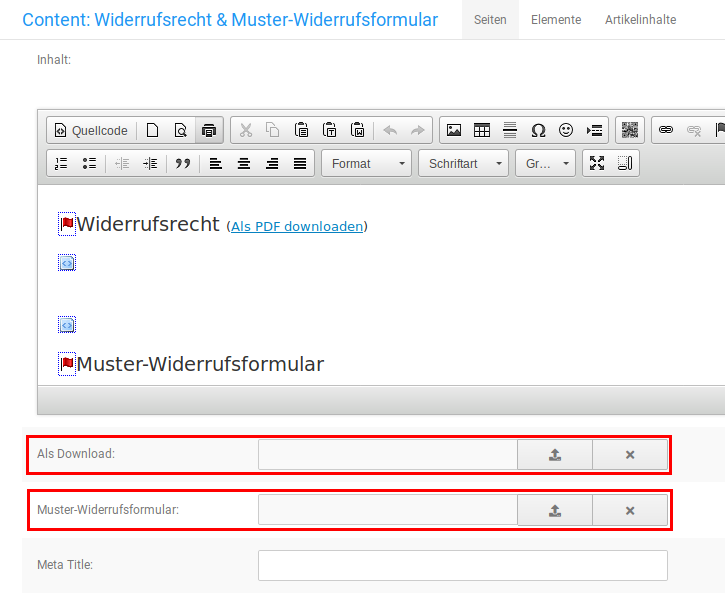 Content: Widerrufsrecht & Muster-Widerrufsformular Seiten Elemente Artikelinhalte
Inhalt:
Quellcode
Format Schriftart Gr…
Widerrufsrecht (Als PDF downloaden)
Muster-Widerrufsformular
Als Download:
Muster-Widerrufsformular:
Meta Title: